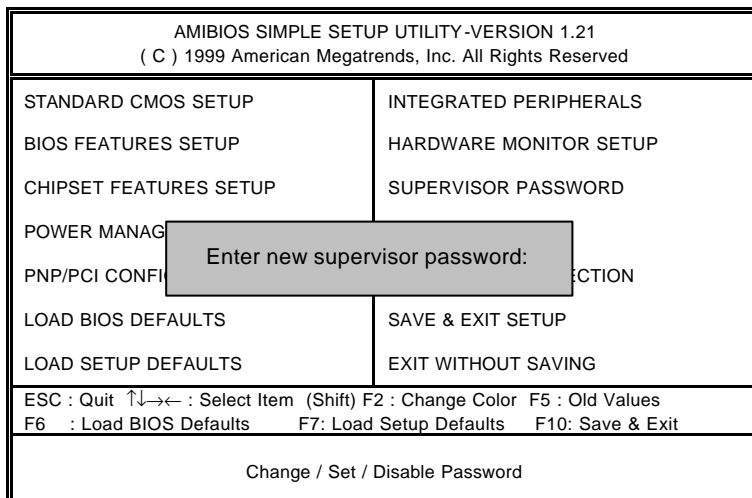 AMIBIOS SIMPLE SETUP UTILITY-VERSION 1.21
( C ) 1999 American Megatrends, Inc. All Rights Reserved
STANDARD CMOS SETUP
BIOS FEATURES SETUP
CHIPSET FEATURES SETUP
POWER MANAG
PNP/PCI CONFI
LOAD BIOS DEFAULTS
LOAD SETUP DEFAULTS
INTEGRATED PERIPHERALS
HARDWARE MONITOR SETUP
SUPERVISOR PASSWORD
CTION
SAVE & EXIT SETUP
EXIT WITHOUT SAVING
Enter new supervisor password:
ESC : Quit ↑↓→← : Select Item (Shift) F2 : Change Color F5 : Old Values
F6 : Load BIOS Defaults F7: Load Setup Defaults F10: Save & Exit
Change / Set / Disable Password